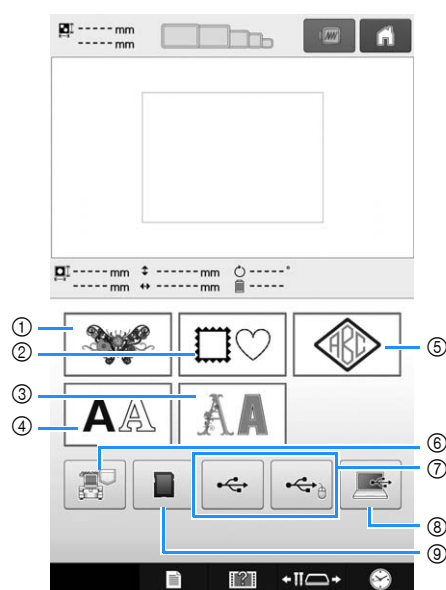 ------ mm
------ mm
------ mm ------ mm ------°
------ mm ------ mm ------
① ② ABC ⑤
③ ④ AA AA
⑥
⑦
⑧
⑨